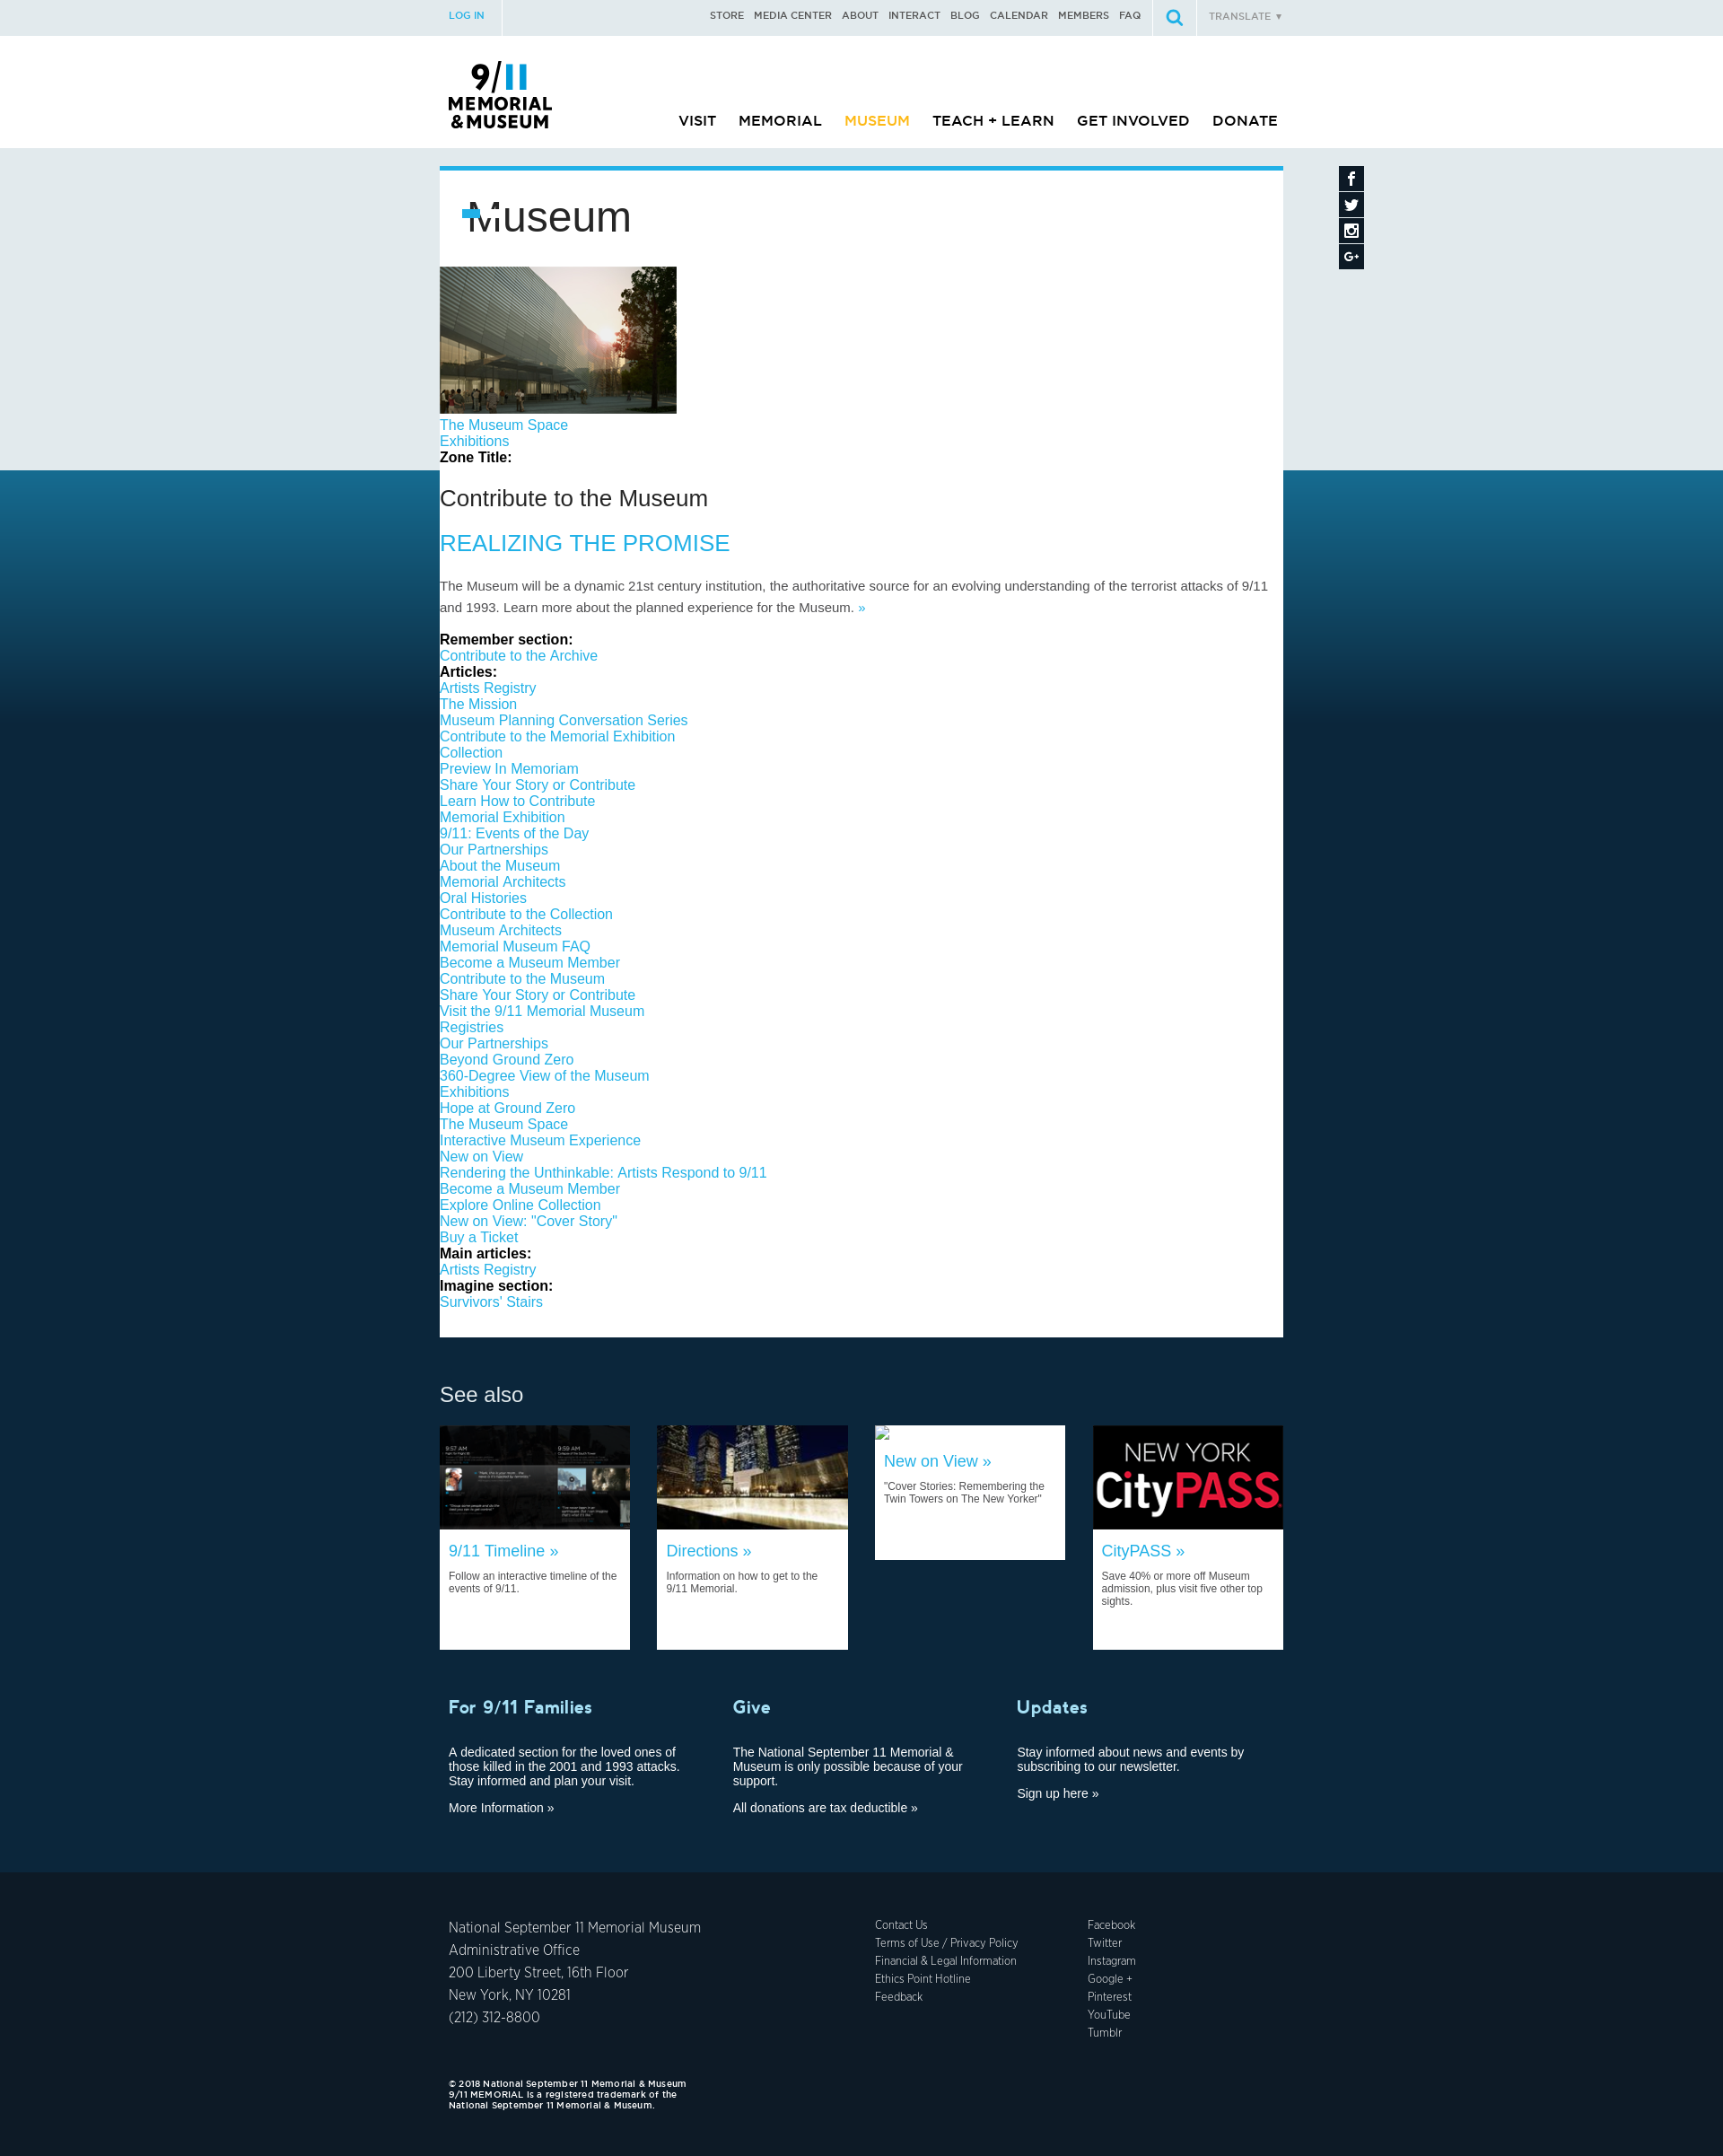 LOG IN
STORE MEDIA CENTER ABOUT INTERACT BLOG CALENDAR MEMBERS FAQ
TRANSLATE ▼
9/11
MEMORIAL
& MUSEUM
VISIT MEMORIAL MUSEUM TEACH + LEARN GET INVOLVED DONATE
Museum
The Museum Space
Exhibitions
Zone Title:
Contribute to the Museum
REALIZING THE PROMISE
The Museum will be a dynamic 21st century institution, the authoritative source for an evolving understanding of the terrorist attacks of 9/11
and 1993. Learn more about the planned experience for the Museum. »
Remember section:
Contribute to the Archive
Articles:
Artists Registry
The Mission
Museum Planning Conversation Series
Contribute to the Memorial Exhibition
Collection
Preview In Memoriam
Share Your Story or Contribute
Learn How to Contribute
Memorial Exhibition
9/11: Events of the Day
Our Partnerships
About the Museum
Memorial Architects
Oral Histories
Contribute to the Collection
Museum Architects
Memorial Museum FAQ
Become a Museum Member
Contribute to the Museum
Share Your Story or Contribute
Visit the 9/11 Memorial Museum
Registries
Our Partnerships
Beyond Ground Zero
360-Degree View of the Museum
Exhibitions
Hope at Ground Zero
The Museum Space
Interactive Museum Experience
New on View
Rendering the Unthinkable: Artists Respond to 9/11
Become a Museum Member
Explore Online Collection
New on View: "Cover Story"
Buy a Ticket
Main articles:
Artists Registry
Imagine section:
Survivors' Stairs
See also
9:57 AM
9:59 AM
9/11 Timeline »
Follow an interactive timeline of the
events of 9/11.
Directions »
Information on how to get to the
9/11 Memorial.
New on View »
"Cover Stories: Remembering the
Twin Towers on The New Yorker"
NEW YORK
CityPASS
CityPASS »
Save 40% or more off Museum
admission, plus visit five other top
sights.
For 9/11 Families
A dedicated section for the loved ones of
those killed in the 2001 and 1993 attacks.
Stay informed and plan your visit.
More Information »
Give
The National September 11 Memorial &
Museum is only possible because of your
support.
All donations are tax deductible »
Updates
Stay informed about news and events by
subscribing to our newsletter.
Sign up here »
National September 11 Memorial Museum
Administrative Office
200 Liberty Street, 16th Floor
New York, NY 10281
(212) 312-8800
Contact Us
Terms of Use / Privacy Policy
Financial & Legal Information
Ethics Point Hotline
Feedback
Facebook
Twitter
Instagram
Google +
Pinterest
YouTube
Tumblr
© 2018 National September 11 Memorial & Museum
9/11 MEMORIAL is a registered trademark of the
National September 11 Memorial & Museum.